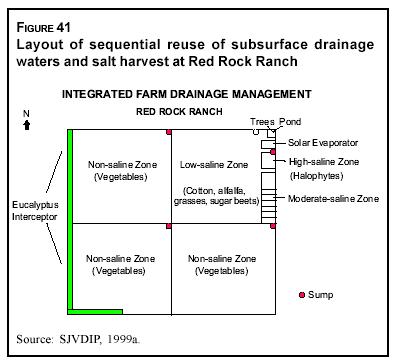 FIGURE 41
Layout of sequential reuse of subsurface drainage
waters and salt harvest at Red Rock Ranch
INTEGRATED FARM DRAINAGE MANAGEMENT
RED ROCK RANCH
N
Trees Pond
Solar Evaporator
Non-saline Zone
(Vegetables)
Low-saline Zone
(Cotton, alfalfa,
grasses, sugar beets)
High-saline Zone
(Halophytes)
Moderate-saline Zone
Eucalyptus
Interceptor
Non-saline Zone
(Vegetables)
Non-saline Zone
(Vegetables)
Sump
Source: SJVDIP, 1999a.